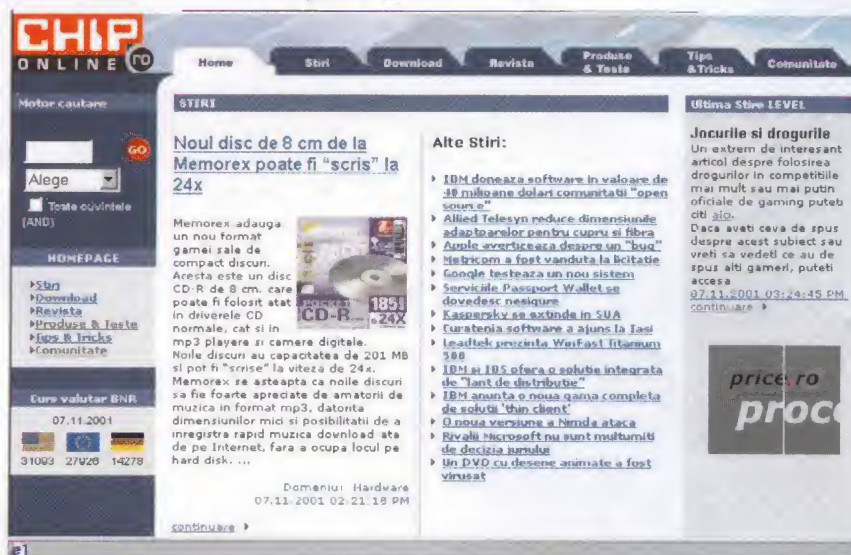 CHIP
ONLINE ro
Home
Stiri
Download
Revista
Produse
& Teste
Tips
&Tricks
Comunitate
Motor cautare
GO
Alege
Toate cuvintele
(AND)
HOMEPAGE
Stiri
Download
Revista
Produse & Teste
Tips & Tricks
Comunitate
Curs valutar BNR
07.11.2001
31093 27926 14278
STIRI
Noul disc de 8 cm de la
Memorex poate fi "scris" la
24x
Memorex adauga
un nou format
gamei sale de
compact discuri.
Acesta este un disc
CD-R de 8 cm. care
poate fi folosit atat
in driverele CD
normale, cat si in
mp3 playere si camere digitale.
Noile discuri au capacitatea de 201 MB
si pot fi "scrise" la viteza de 24x.
Memorex se asteapta ca noile discuri
sa fie foarte apreciate de amatorii de
muzica in format mp3, datorita
dimensiunilor mici si posibilitatii de a
inregistra rapid muzica download ata
de pe Internet, fara a ocupa locul pe
hard disk. ...
POCKET
CD-R
24X
Domeniu: Hardware
07.11.2001 02:21:18 PM
continuare
Alte Stiri:
IBM doneaza software in valoare de
40 milioane dolari comunitatii "open
source"
Allied Telesyn reduce dimensiunile
adaptoarelor pentru cupru si fibra
Apple averticeaza despre un "bug"
Metricom a fost vanduta la licitatie
Google testeaza un nou sistem
Serviciile Passport Wallet se
dovedesc nesigure
Kaspersky se extinde in SUA
Curatenia software a ajuns la Iasi
Leadtek prezinta WinFast Titanium
500
IBM si IBS ofera o solutie integrata
de "lant de distributie"
IBM anunta o noua gama completa
de solutii 'thin client'
O noua versiune a Nimda ataca
Rivalii Microsoft nu sunt multumiti
de decizia juriului
Un DVD cu desene animate a fost
virusat
Ultima Stire LEVEL
Jocurile si drogurile
Un extrem de interesant
articol despre folosirea
drogurilor in competitiile
mai mult sau mai putin
oficiale de gaming puteti
citi aici.
Daca aveti ceva de spus
despre acest subiect sau
vreti sa vedeti ce au de
spus alti gameri, puteti
accesa
07.11.2001 03:24:45 PM
continuare
price.ro
proce